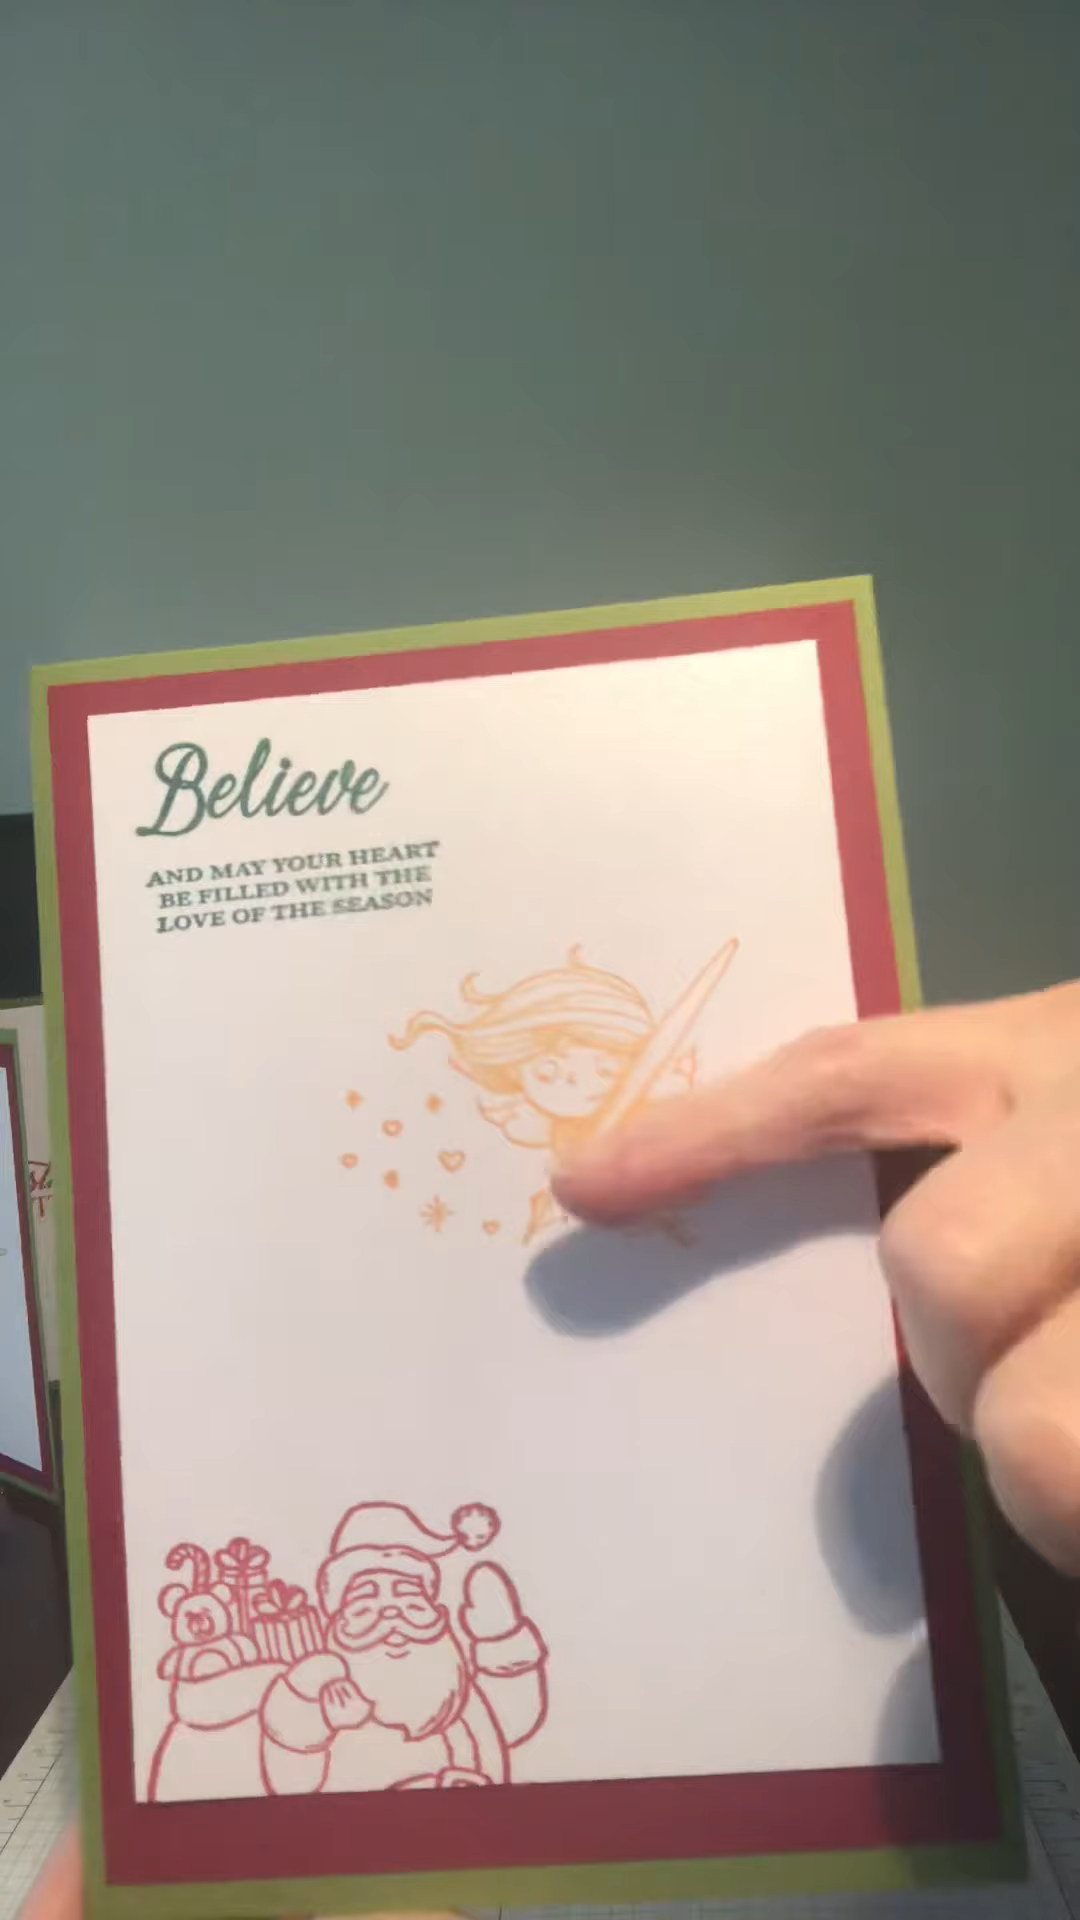 Believe
AND MAY YOUR HEART
BE FILLED WITH THE
LOVE OF THE SEASON